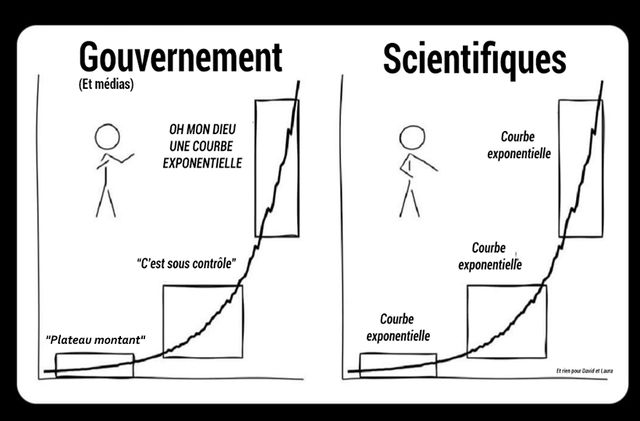 Gouvernement
(Et médias)
OH MON DIEU
UNE COURBE
EXPONENTIELLE
"C'est sous contrôle"
"Plateau montant"
Scientifiques
Courbe
exponentielle
Courbe
exponentielle
Courbe
exponentielle
Et rien pour David et Laura